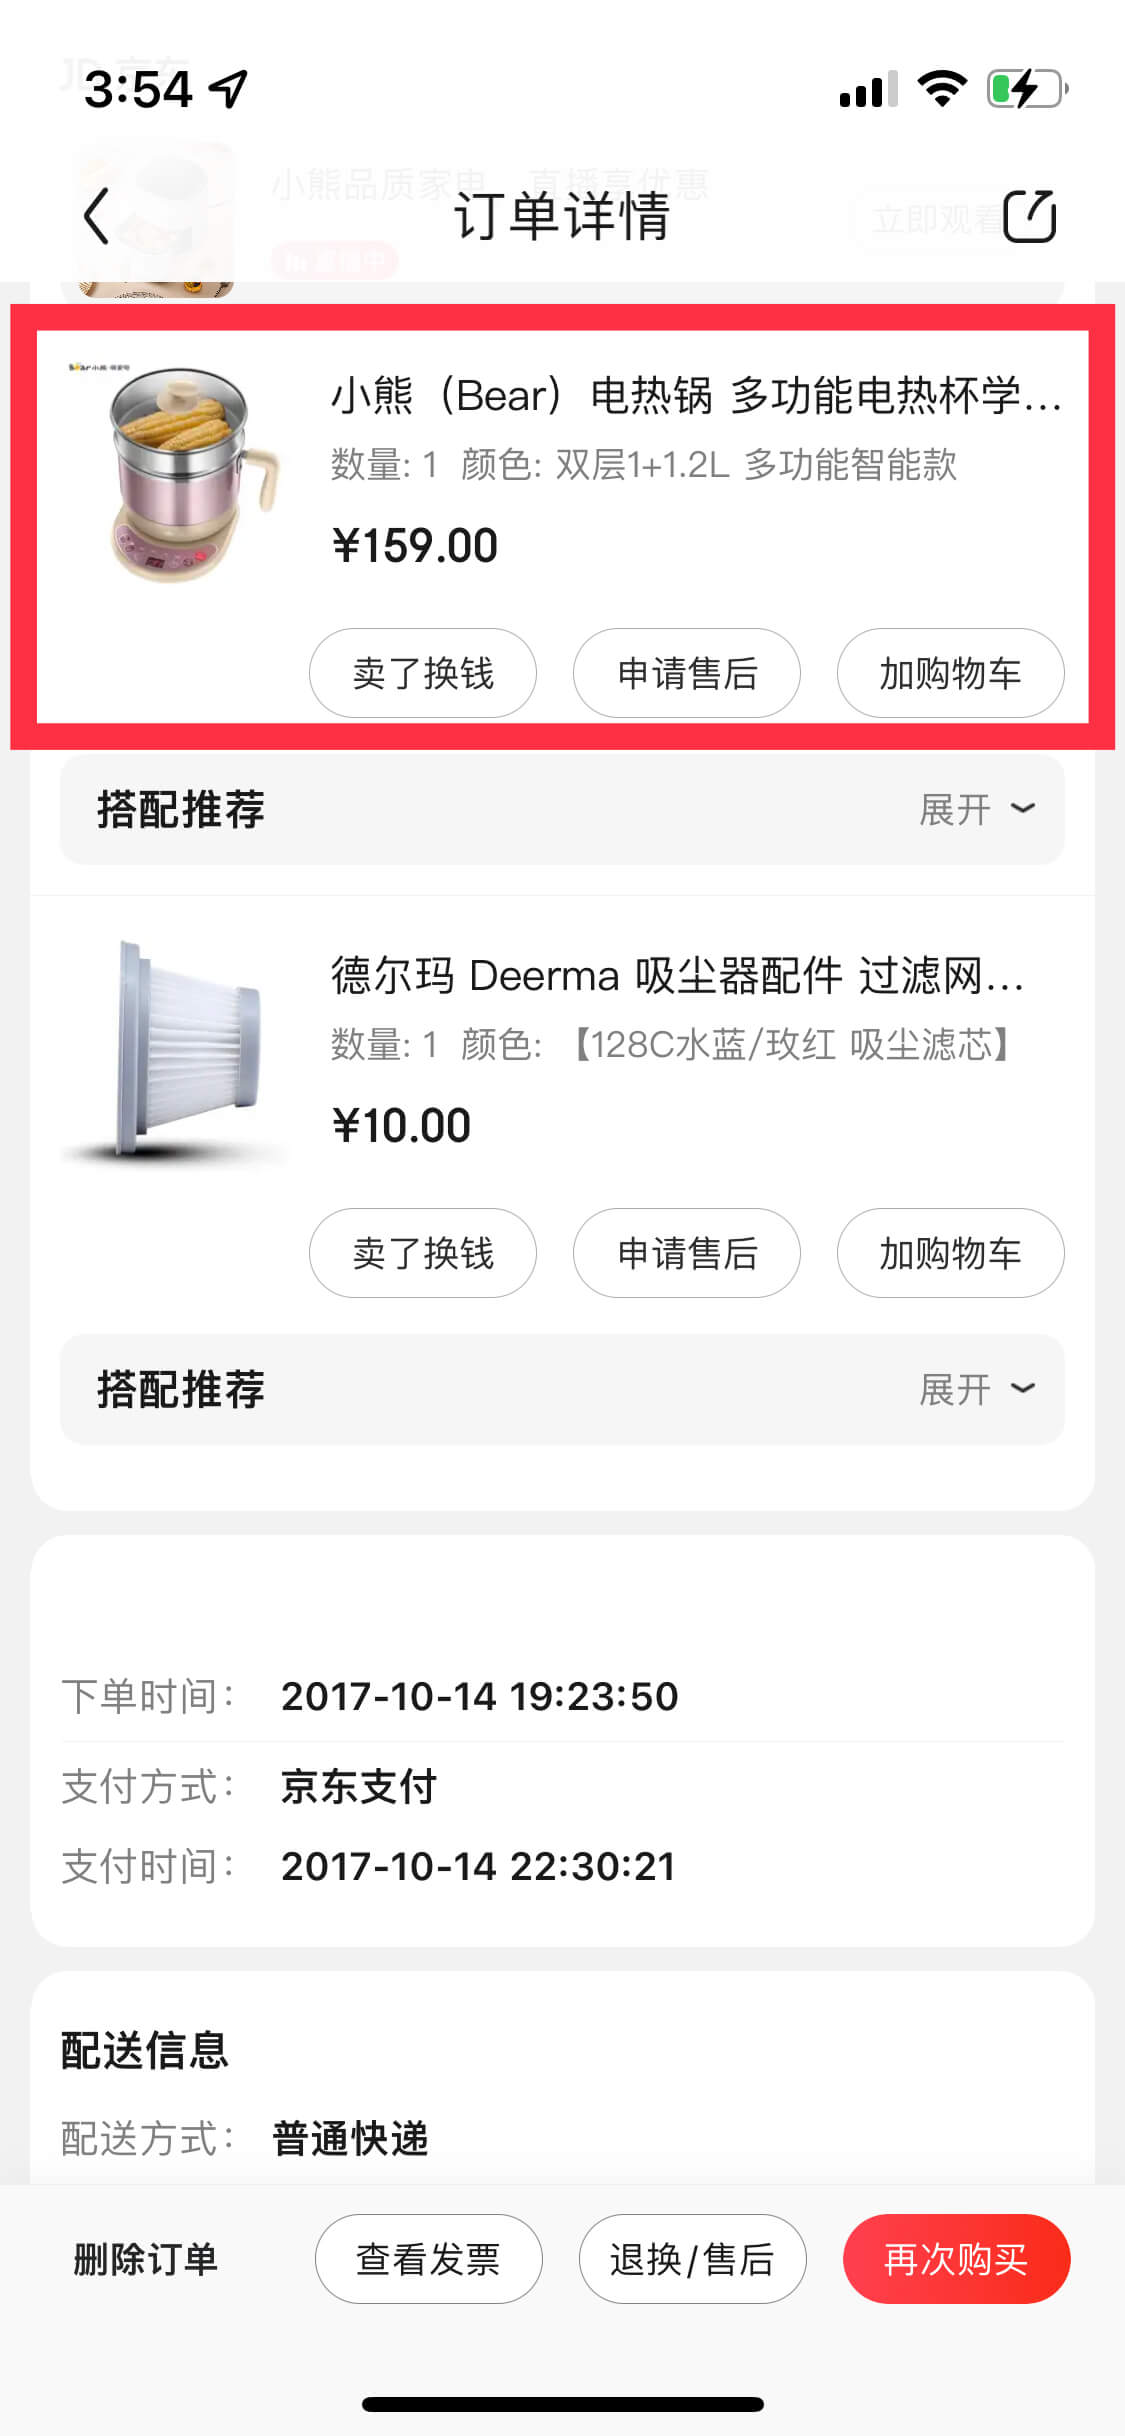 3:54
JD 京东
小熊品质家电，直播享优惠
订单详情
立即观看
直播中
小熊（Bear）电热锅 多功能电热杯学...
数量: 1 颜色: 双层1+1.2L 多功能智能款
¥159.00
卖了换钱 申请售后 加购物车
搭配推荐 展开
德尔玛 Deerma 吸尘器配件 过滤网...
数量: 1 颜色: 【128C水蓝/玫红 吸尘滤芯】
¥10.00
卖了换钱 申请售后 加购物车
搭配推荐 展开
下单时间： 2017-10-14 19:23:50
支付方式： 京东支付
支付时间： 2017-10-14 22:30:21
配送信息
配送方式： 普通快递
删除订单 查看发票 退换/售后 再次购买